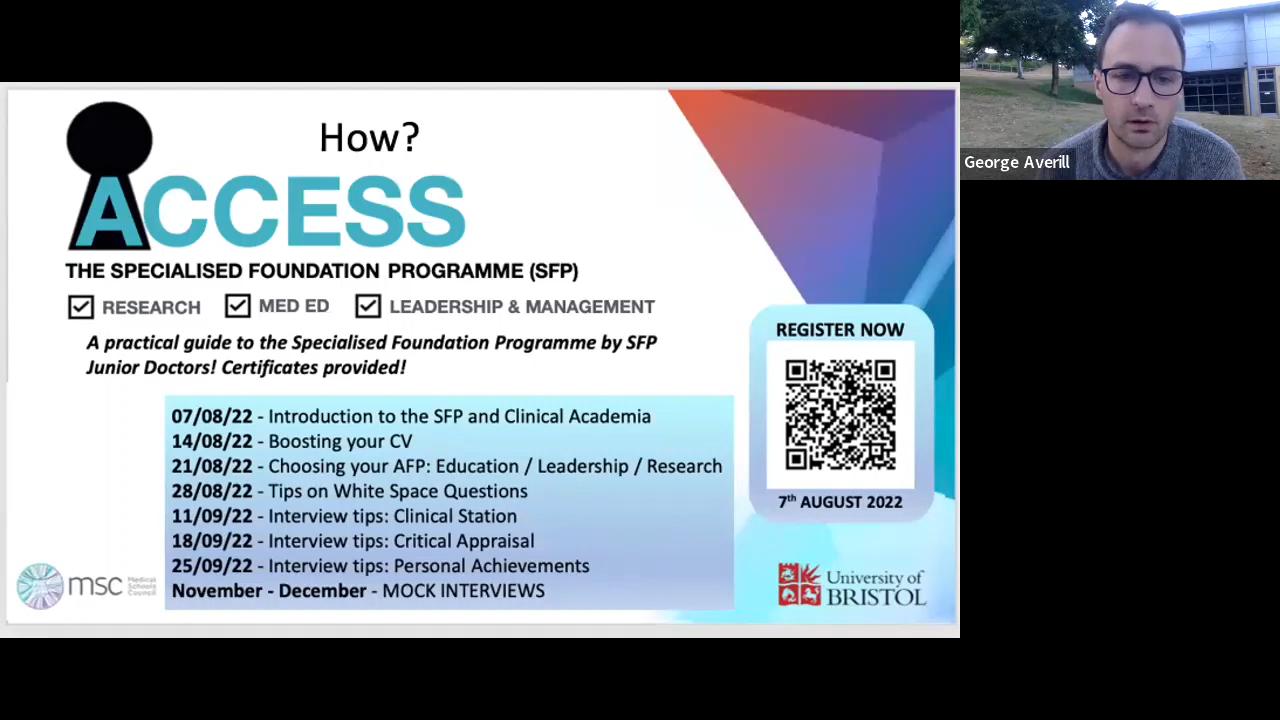 How?
ACCESS
THE SPECIALISED FOUNDATION PROGRAMME (SFP)
RESEARCH MED ED LEADERSHIP & MANAGEMENT
A practical guide to the Specialised Foundation Programme by SFP
Junior Doctors! Certificates provided!
07/08/22 - Introduction to the SFP and Clinical Academia
14/08/22 - Boosting your CV
21/08/22 - Choosing your AFP: Education / Leadership / Research
28/08/22 - Tips on White Space Questions
11/09/22 - Interview tips: Clinical Station
18/09/22 - Interview tips: Critical Appraisal
25/09/22 - Interview tips: Personal Achievements
November - December - MOCK INTERVIEWS
REGISTER NOW
7th AUGUST 2022
msc
Medical
Schools
Council
University of
BRISTOL
George Averill